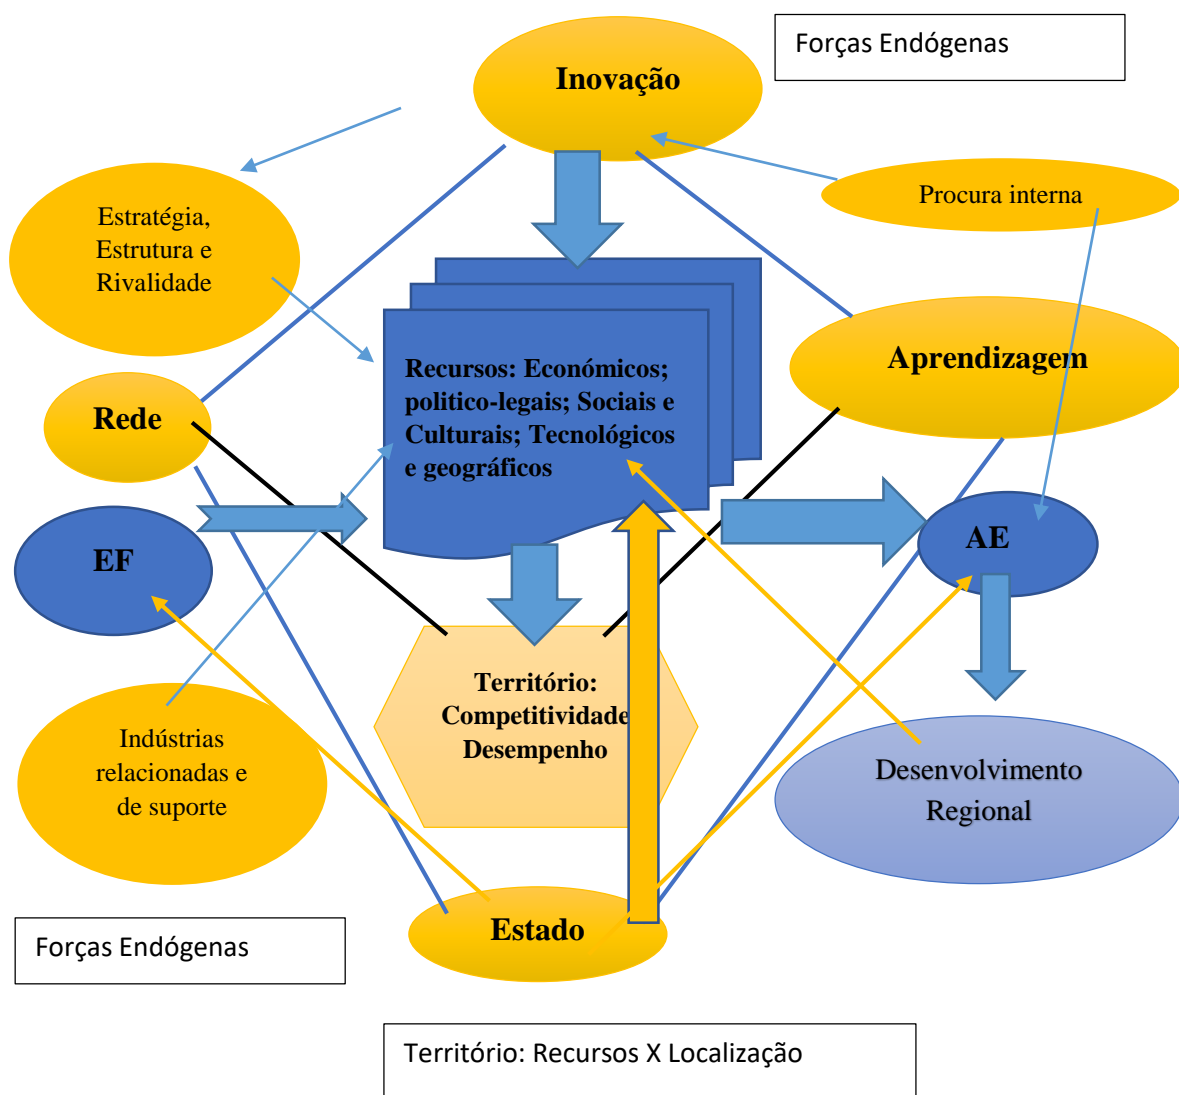 Forças Endógenas
Inovação
Procura interna
Estratégia,
Estrutura e
Rivalidade
Aprendizagem
Recursos: Económicos;
politico-legais; Sociais e
Culturais; Tecnológicos
e geográficos
Rede
EF
AE
Território:
Competitividade
Desempenho
Indústrias
relacionadas e
de suporte
Desenvolvimento
Regional
Estado
Forças Endógenas
Território: Recursos X Localização